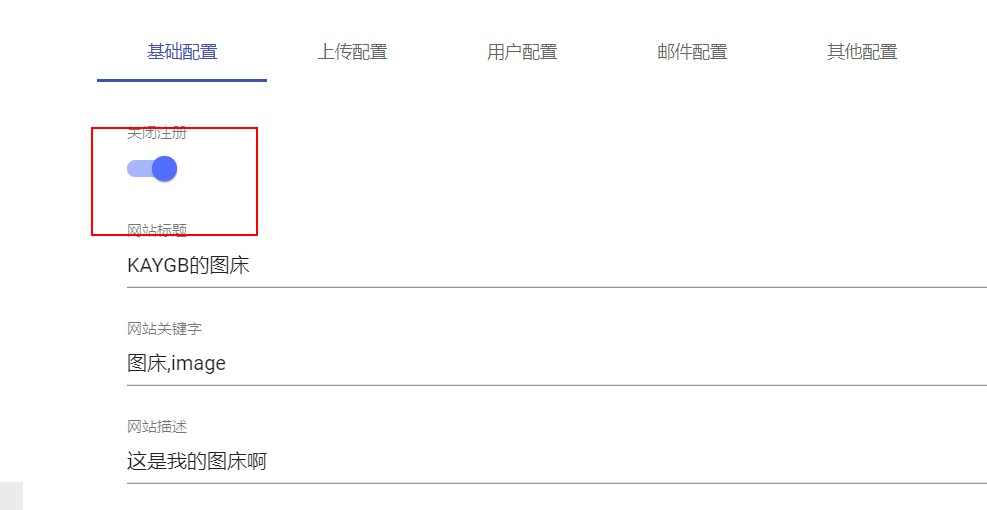 基础配置 上传配置 用户配置 邮件配置 其他配置
关闭注册
网站标题
KAYGB的图床
网站关键字
图床,image
网站描述
这是我的图床啊